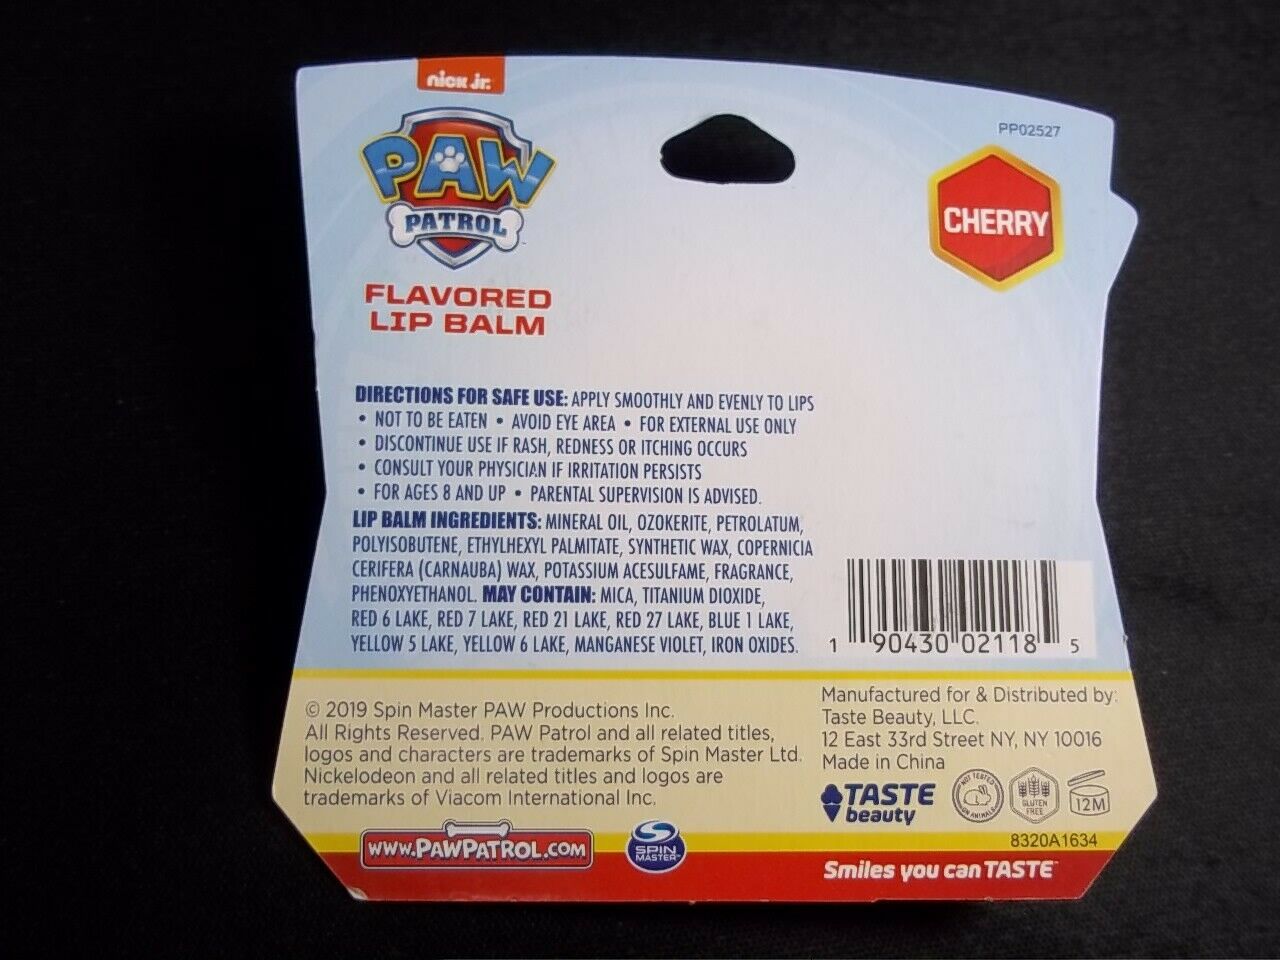 nick jr.
PP02527
PAW
PATROL
CHERRY
FLAVORED
LIP BALM
DIRECTIONS FOR SAFE USE: APPLY SMOOTHLY AND EVENLY TO LIPS
• NOT TO BE EATEN • AVOID EYE AREA • FOR EXTERNAL USE ONLY
• DISCONTINUE USE IF RASH, REDNESS OR ITCHING OCCURS
• CONSULT YOUR PHYSICIAN IF IRRITATION PERSISTS
• FOR AGES 8 AND UP • PARENTAL SUPERVISION IS ADVISED.
LIP BALM INGREDIENTS: MINERAL OIL, OZOKERITE, PETROLATUM,
POLYISOBUTENE, ETHYLHEXYL PALMITATE, SYNTHETIC WAX, COPERNICIA
CERIFERA (CARNAUBA) WAX, POTASSIUM ACESULFAME, FRAGRANCE,
PHENOXYETHANOL. MAY CONTAIN: MICA, TITANIUM DIOXIDE,
RED 6 LAKE, RED 7 LAKE, RED 21 LAKE, RED 27 LAKE, BLUE 1 LAKE,
YELLOW 5 LAKE, YELLOW 6 LAKE, MANGANESE VIOLET, IRON OXIDES.
1 90430 02118 5
© 2019 Spin Master PAW Productions Inc.
All Rights Reserved. PAW Patrol and all related titles,
logos and characters are trademarks of Spin Master Ltd.
Nickelodeon and all related titles and logos are
trademarks of Viacom International Inc.
Manufactured for & Distributed by:
Taste Beauty, LLC.
12 East 33rd Street NY, NY 10016
Made in China
TASTE
beauty
NOT TESTED
ON ANIMALS
GLUTEN
FREE
12M
8320A1634
www.PAWPATROL.COM
SPIN
MASTER™
Smiles you can TASTE™